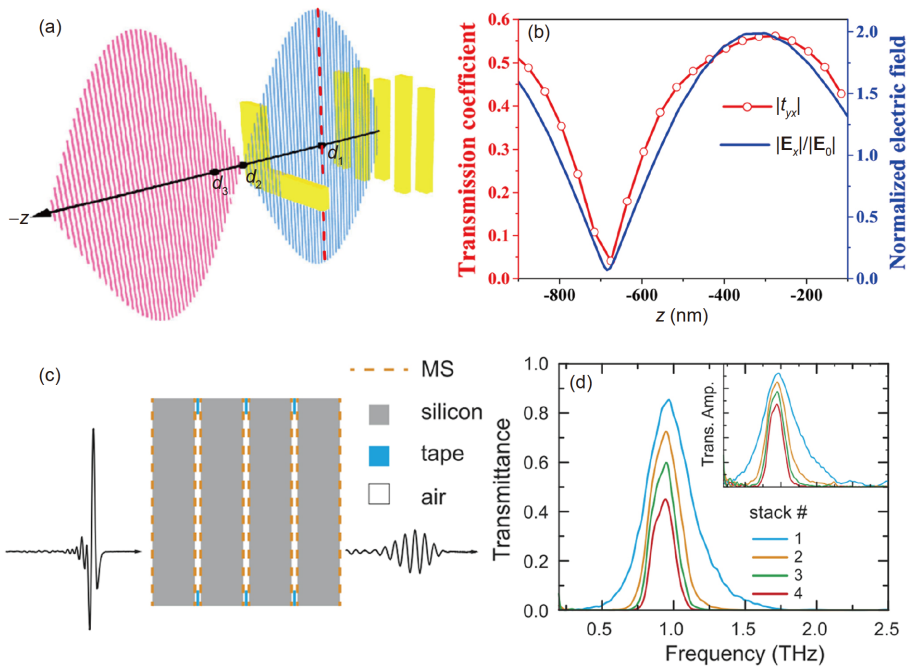 (a)
d1
d2
d3
−z
(b)
Transmission coefficient
0.6
0.5
0.4
0.3
0.2
0.1
0.0
|tyx|
|Ex|/|E0|
2.0
1.5
1.0
0.5
0.0
Normalized electric field
-800 -600 -400 -200
z (nm)
(c)
MS
silicon
tape
air
(d)
Transmittance
1.0
0.8
0.6
0.4
0.2
0.0
Trans. Amp.
stack #
1
2
3
4
0.5 1.0 1.5 2.0 2.5
Frequency (THz)